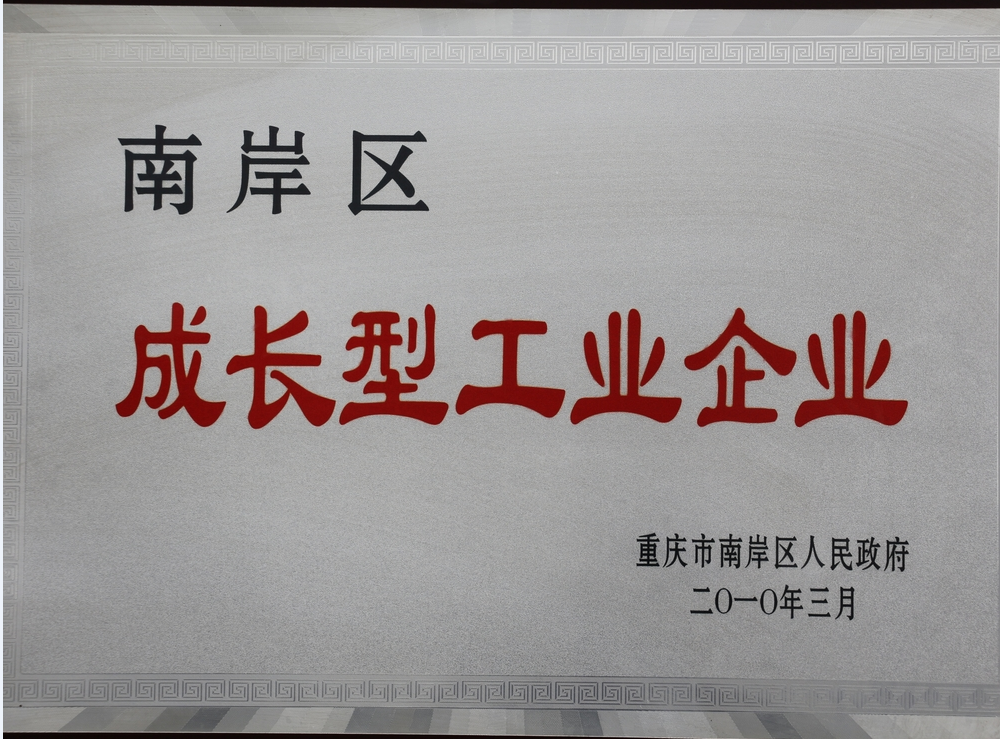 南岸区
成长型工业企业
重庆市南岸区人民政府
二〇一〇年三月